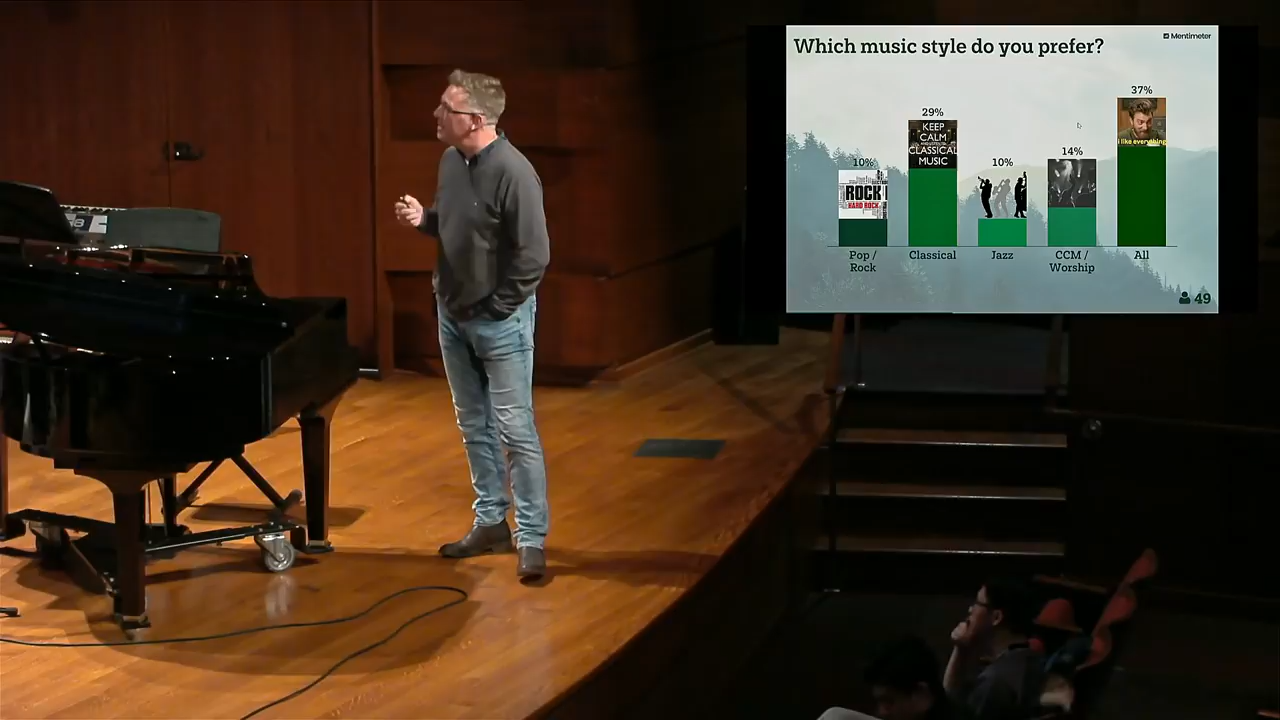 Which music style do you prefer?
Mentimeter
10%
29%
10%
14%
37%
ROCK
HARD ROCK
KEEP
CALM
CLASSICAL
MUSIC
i like everything
Pop /
Rock
Classical
Jazz
CCM /
Worship
All
49